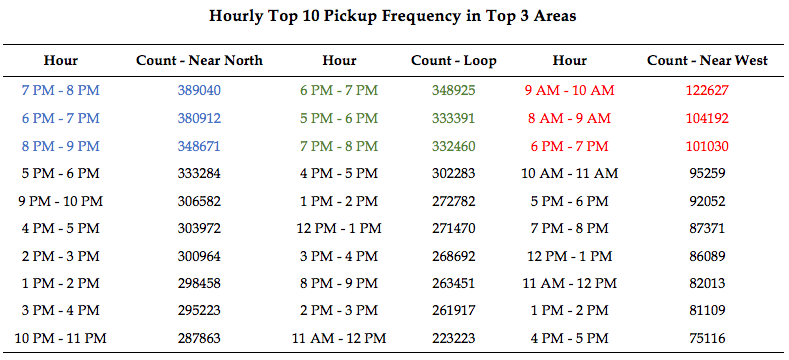 Hourly Top 10 Pickup Frequency in Top 3 Areas
Hour Count - Near North Hour Count - Loop Hour Count - Near West
7 PM - 8 PM 389040 6 PM - 7 PM 348925 9 AM - 10 AM 122627
6 PM - 7 PM 380912 5 PM - 6 PM 333391 8 AM - 9 AM 104192
8 PM - 9 PM 348671 7 PM - 8 PM 332460 6 PM - 7 PM 101030
5 PM - 6 PM 333284 4 PM - 5 PM 302283 10 AM - 11 AM 95259
9 PM - 10 PM 306582 1 PM - 2 PM 272782 5 PM - 6 PM 92052
4 PM - 5 PM 303972 12 PM - 1 PM 271470 7 PM - 8 PM 87371
2 PM - 3 PM 300964 3 PM - 4 PM 268692 12 PM - 1 PM 86089
1 PM - 2 PM 298458 8 PM - 9 PM 263451 11 AM - 12 PM 82013
3 PM - 4 PM 295223 2 PM - 3 PM 261917 1 PM - 2 PM 81109
10 PM - 11 PM 287863 11 AM - 12 PM 223223 4 PM - 5 PM 75116